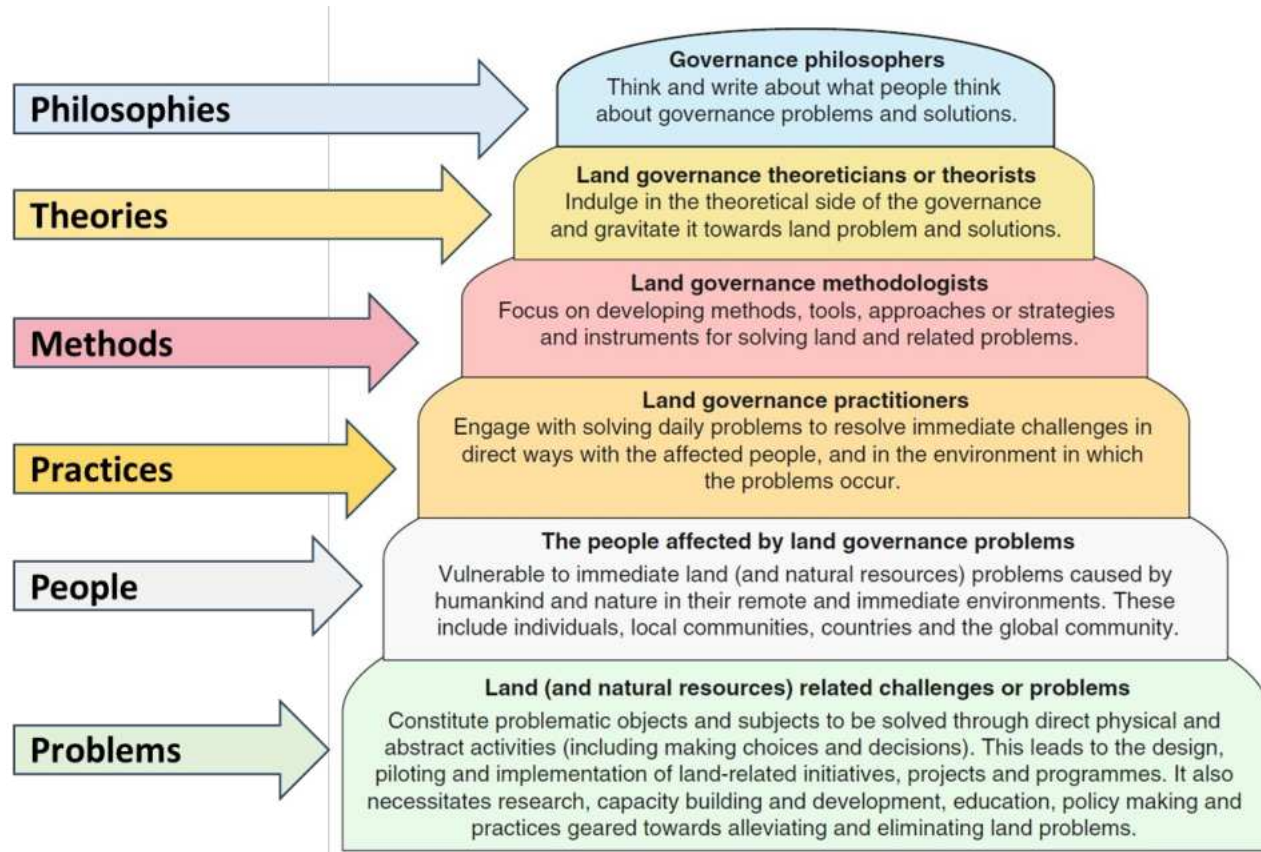 Philosophies
Governance philosophers
Think and write about what people think
about governance problems and solutions.
Theories
Land governance theoreticians or theorists
Indulge in the theoretical side of the governance
and gravitate it towards land problem and solutions.
Methods
Land governance methodologists
Focus on developing methods, tools, approaches or strategies
and instruments for solving land and related problems.
Practices
Land governance practitioners
Engage with solving daily problems to resolve immediate challenges in
direct ways with the affected people, and in the environment in which
the problems occur.
People
The people affected by land governance problems
Vulnerable to immediate land (and natural resources) problems caused by
humankind and nature in their remote and immediate environments. These
include individuals, local communities, countries and the global community.
Problems
Land (and natural resources) related challenges or problems
Constitute problematic objects and subjects to be solved through direct physical and
abstract activities (including making choices and decisions). This leads to the design,
piloting and implementation of land-related initiatives, projects and programmes. It also
necessitates research, capacity building and development, education, policy making and
practices geared towards alleviating and eliminating land problems.